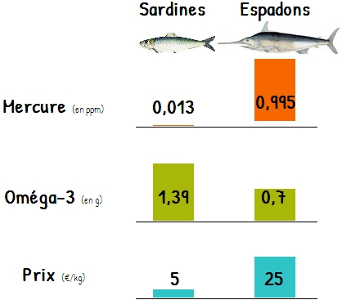 Sardines Espadons
Mercure (en ppm) 0,013 0,995
Oméga-3 (en g) 1,39 0,7
Prix (€/kg) 5 25